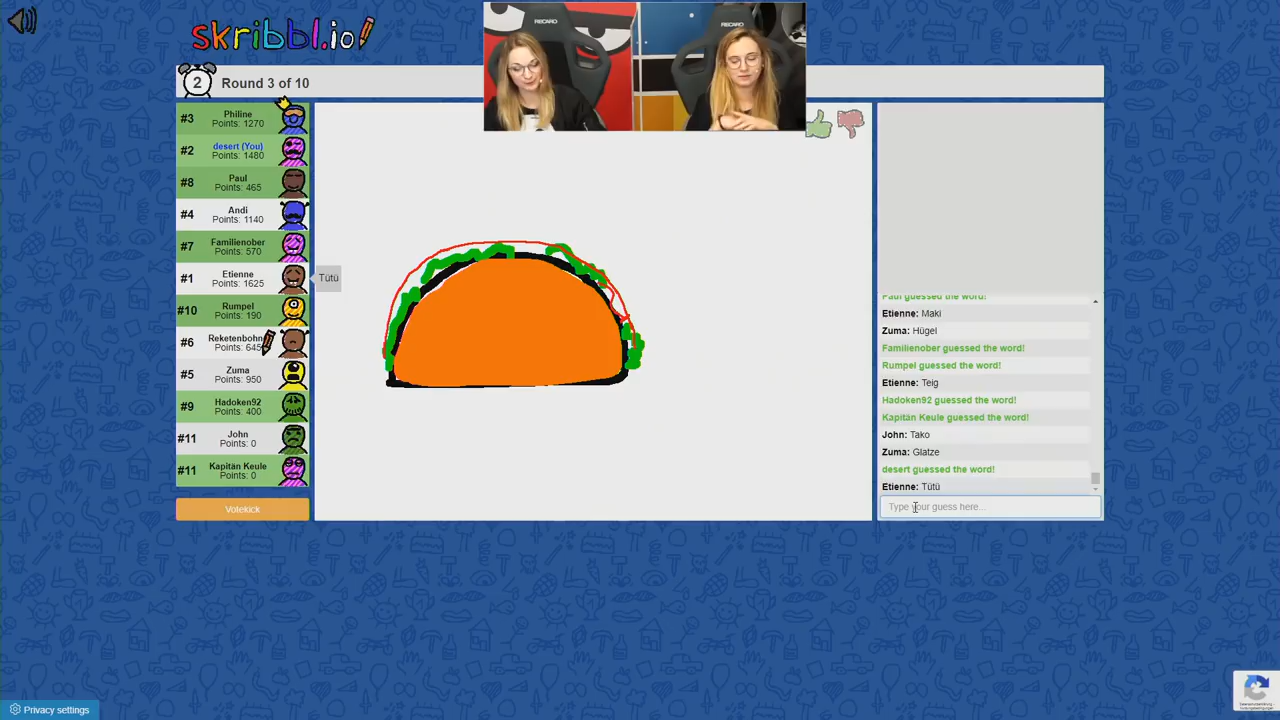 skribbl.io
RECARO
RECARO
2
Round 3 of 10
#3
Philine
Points: 1270
#2
desert (You)
Points: 1480
#8
Paul
Points: 465
#4
Andi
Points: 1140
#7
Familienober
Points: 570
#1
Etienne
Points: 1625
Tütü
#10
Rumpel
Points: 190
#6
Reketenbohn
Points: 645
#5
Zuma
Points: 950
#9
Hadoken92
Points: 400
#11
John
Points: 0
#11
Kapitän Keule
Points: 0
Votekick
Paul guessed the word!
Etienne: Maki
Zuma: Hügel
Familienober guessed the word!
Rumpel guessed the word!
Etienne: Teig
Hadoken92 guessed the word!
Kapitän Keule guessed the word!
John: Tako
Zuma: Glatze
desert guessed the word!
Etienne: Tütü
Type your guess here...
Privacy settings